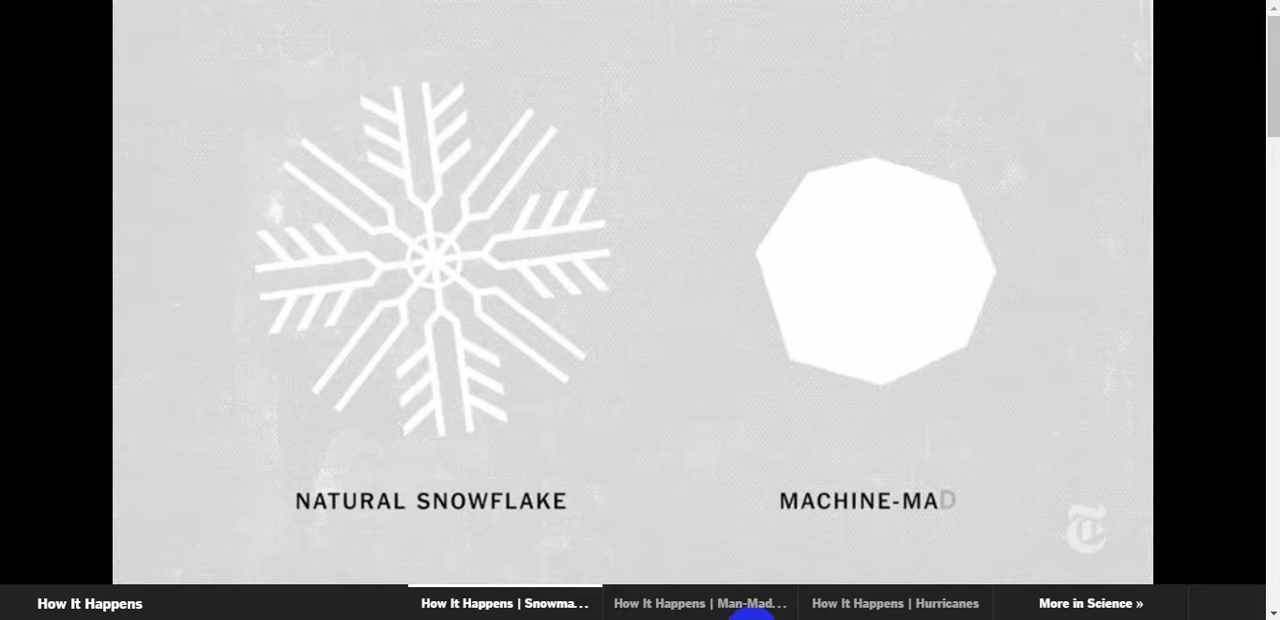 NATURAL SNOWFLAKE
MACHINE-MAD
T
How It Happens
How It Happens | Snowma...
How It Happens | Man-Mad...
How It Happens | Hurricanes
More in Science »